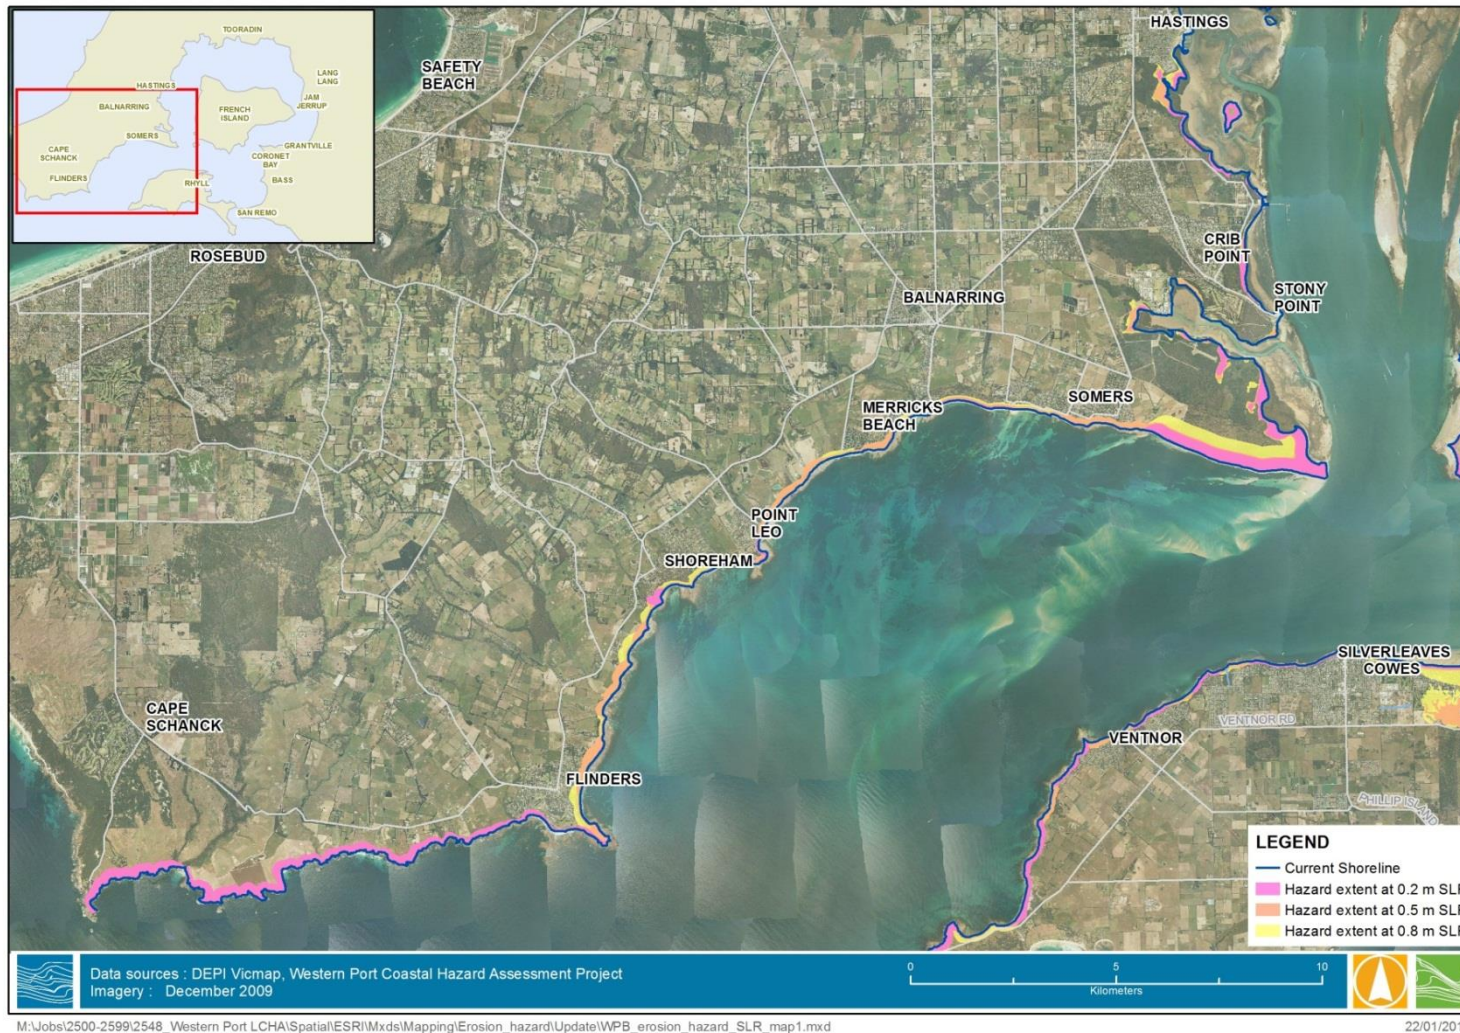 TOORADIN
LANG
LANG
JAM
JERRUP
HASTINGS
BALNARRING
FRENCH
ISLAND
SOMERS
GRANTVILLE
CAPE
SCHANCK
CORONET
BAY
FLINDERS
RHYLL
BASS
SAN REMO
HASTINGS
SAFETY
BEACH
ROSEBUD
CRIB
POINT
STONY
POINT
BALNARRING
SOMERS
MERRICKS
BEACH
POINT
LEO
SHOREHAM
SILVERLEAVES
COWES
CAPE
SCHANCK
VENTNOR RD
VENTNOR
FLINDERS
PHILLIP ISLAND
LEGEND
Current Shoreline
Hazard extent at 0.2 m SLR
Hazard extent at 0.5 m SLR
Hazard extent at 0.8 m SLR
Data sources : DEPI Vicmap, Western Port Coastal Hazard Assessment Project
Imagery : December 2009
0 5 10
Kilometers
M:\Jobs\2500-2599\2548_Western Port LCHA\Spatial\ESRI\Mxds\Mapping\Erosion_hazard\Update\WPB_erosion_hazard_SLR_map1.mxd
22/01/201